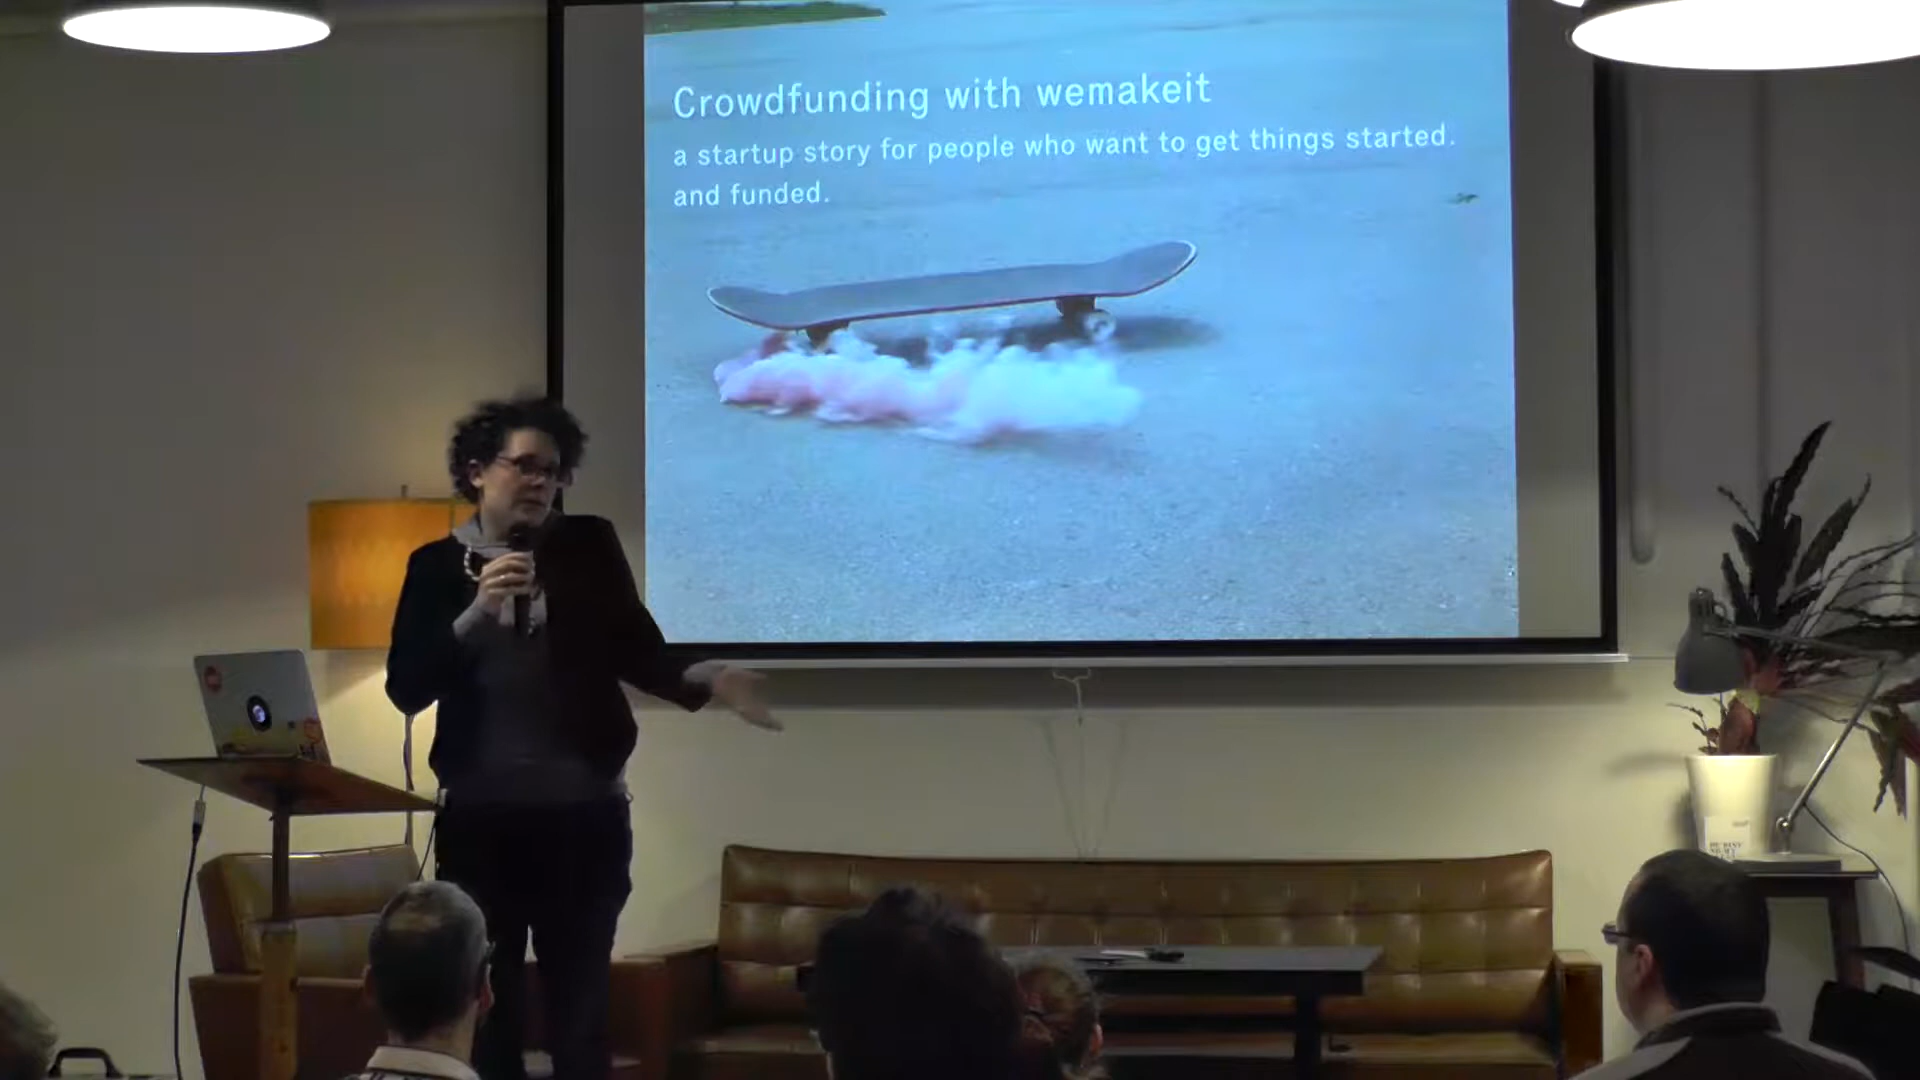 Crowdfunding with wemakeit
a startup story for people who want to get things started.
and funded.